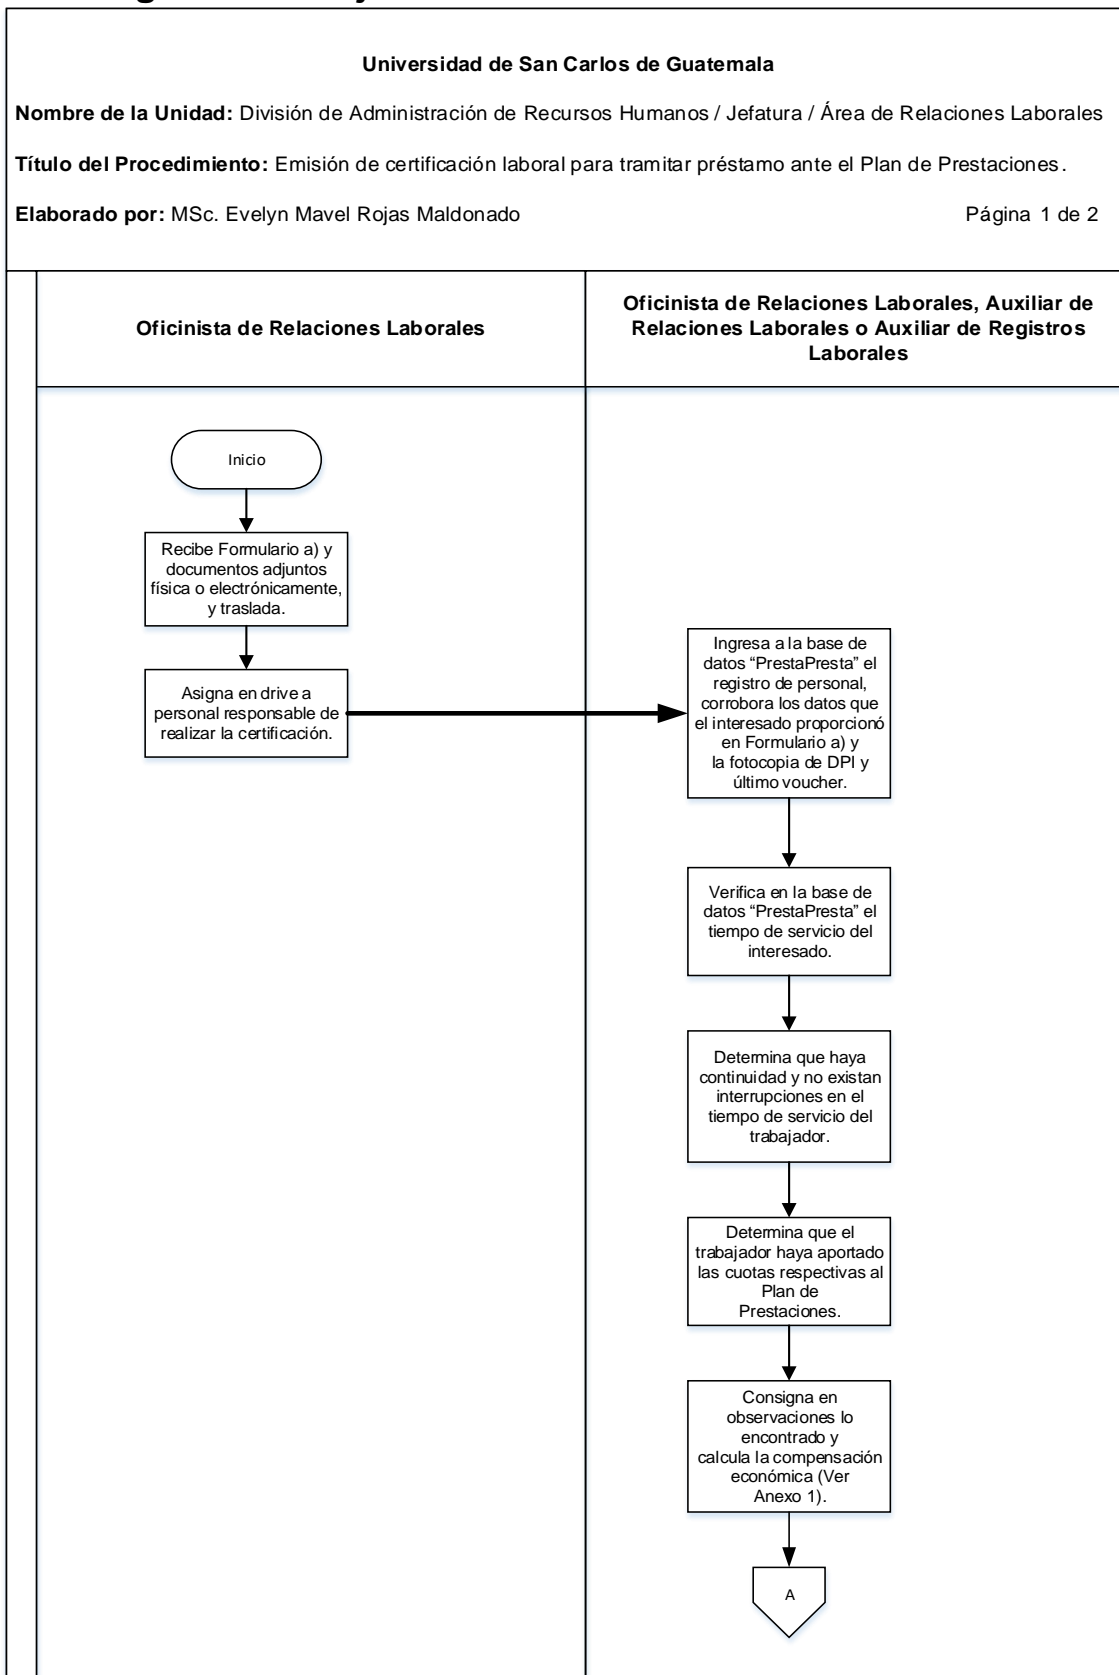 Universidad de San Carlos de Guatemala
Nombre de la Unidad: División de Administración de Recursos Humanos / Jefatura / Área de Relaciones Laborales
Título del Procedimiento: Emisión de certificación laboral para tramitar préstamo ante el Plan de Prestaciones.
Elaborado por: MSc. Evelyn Mavel Rojas Maldonado Página 1 de 2
Oficinista de Relaciones Laborales
Oficinista de Relaciones Laborales, Auxiliar de
Relaciones Laborales o Auxiliar de Registros
Laborales
Inicio
Recibe Formulario a) y
documentos adjuntos
física o electrónicamente,
y traslada.
Asigna en drive a
personal responsable de
realizar la certificación.
Ingresa a la base de
datos “PrestaPresta” el
registro de personal,
corrobora los datos que
el interesado proporcionó
en Formulario a) y
la fotocopia de DPI y
último voucher.
Verifica en la base de
datos “PrestaPresta” el
tiempo de servicio del
interesado.
Determina que haya
continuidad y no existan
interrupciones en el
tiempo de servicio del
trabajador.
Determina que el
trabajador haya aportado
las cuotas respectivas al
Plan de
Prestaciones.
Consigna en
observaciones lo
encontrado y
calcula la compensación
económica (Ver
Anexo 1).
A